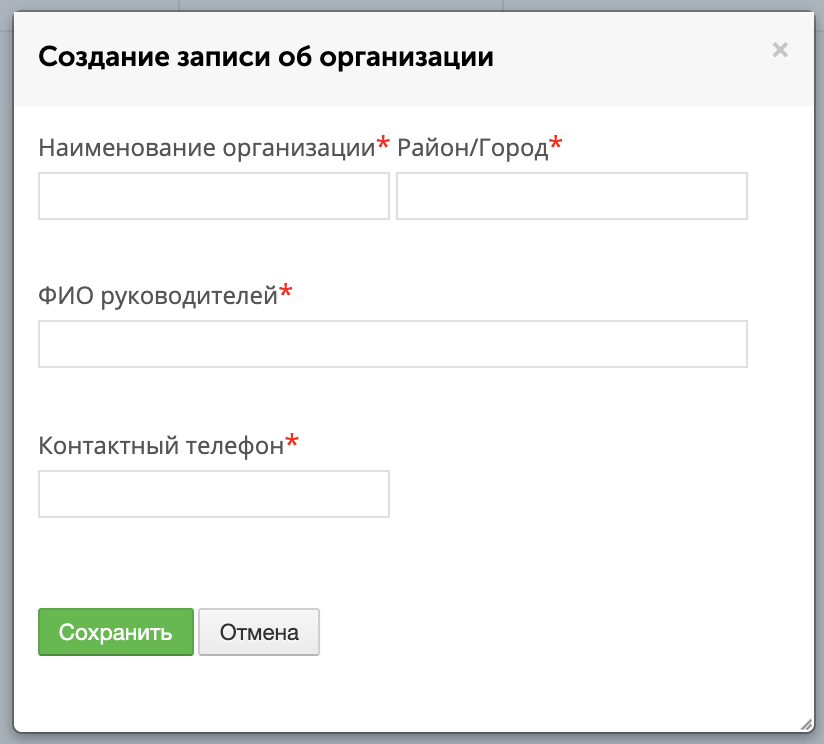 Создание записи об организации
×
Наименование организации* Район/Город*
ФИО руководителей*
Контактный телефон*
Сохранить Отмена